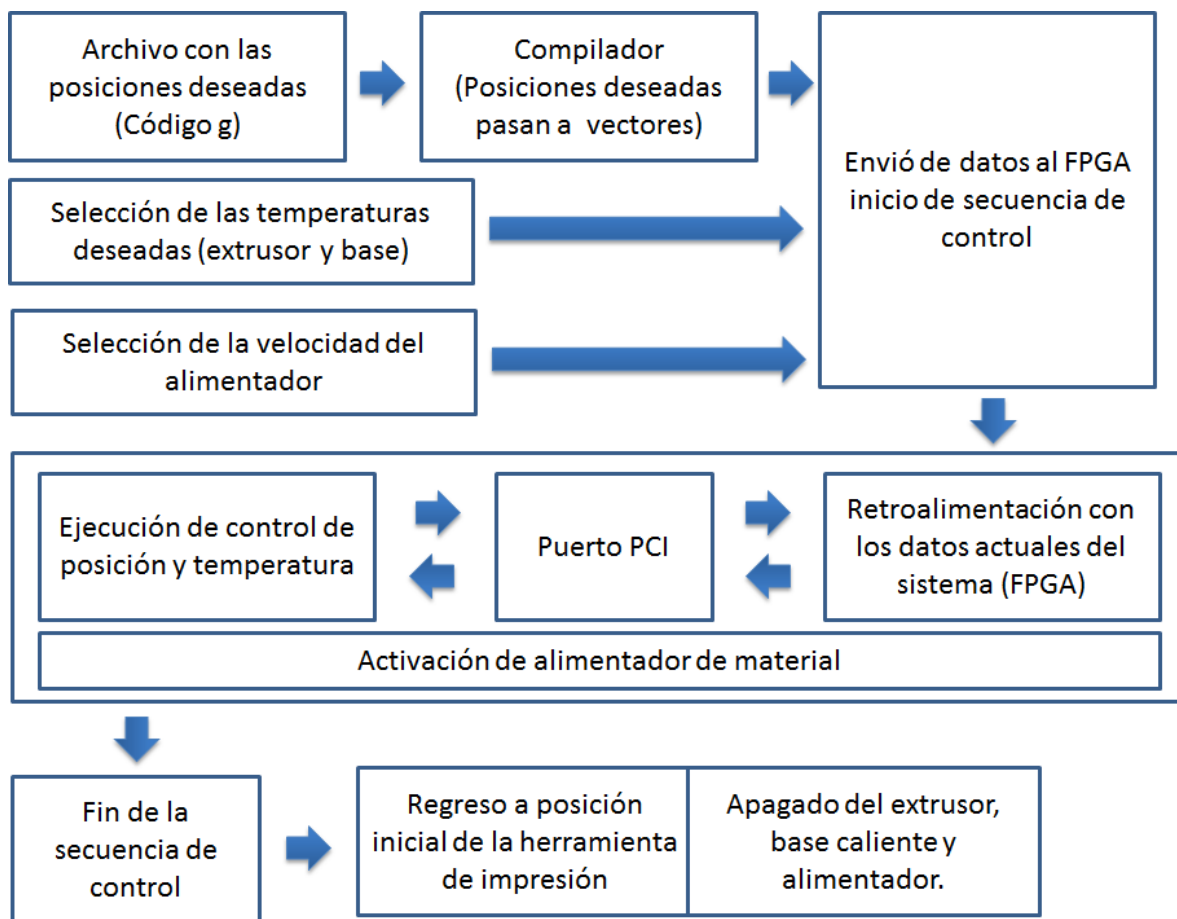 Archivo con las
posiciones deseadas
(Código g)
Compilador
(Posiciones deseadas
pasan a vectores)
Envió de datos al FPGA
inicio de secuencia de
control
Selección de las temperaturas
deseadas (extrusor y base)
Selección de la velocidad del
alimentador
Ejecución de control de
posición y temperatura
Puerto PCI
Retroalimentación con
los datos actuales del
sistema (FPGA)
Activación de alimentador de material
Fin de la
secuencia de
control
Regreso a posición
inicial de la herramienta
de impresión
Apagado del extrusor,
base caliente y
alimentador.